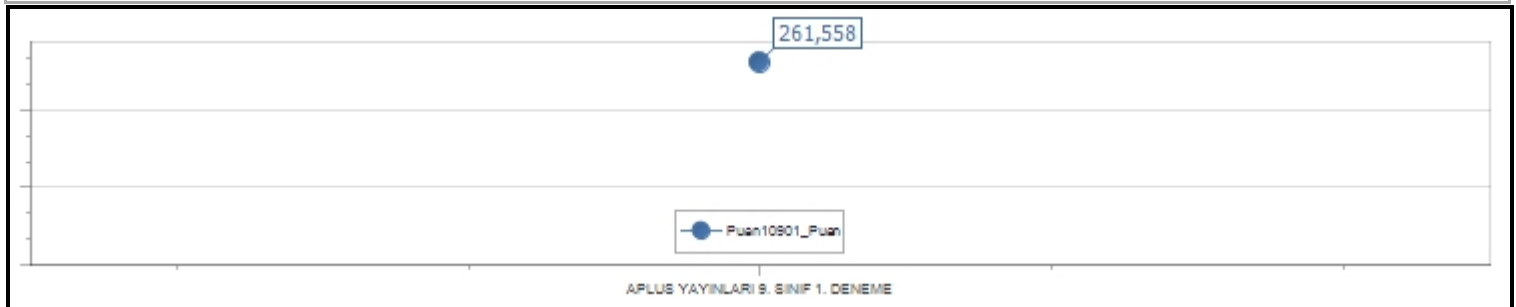 261,558
Puan10901_Puan
APLUS YAYINLARI 9. SINIF 1. DENEME